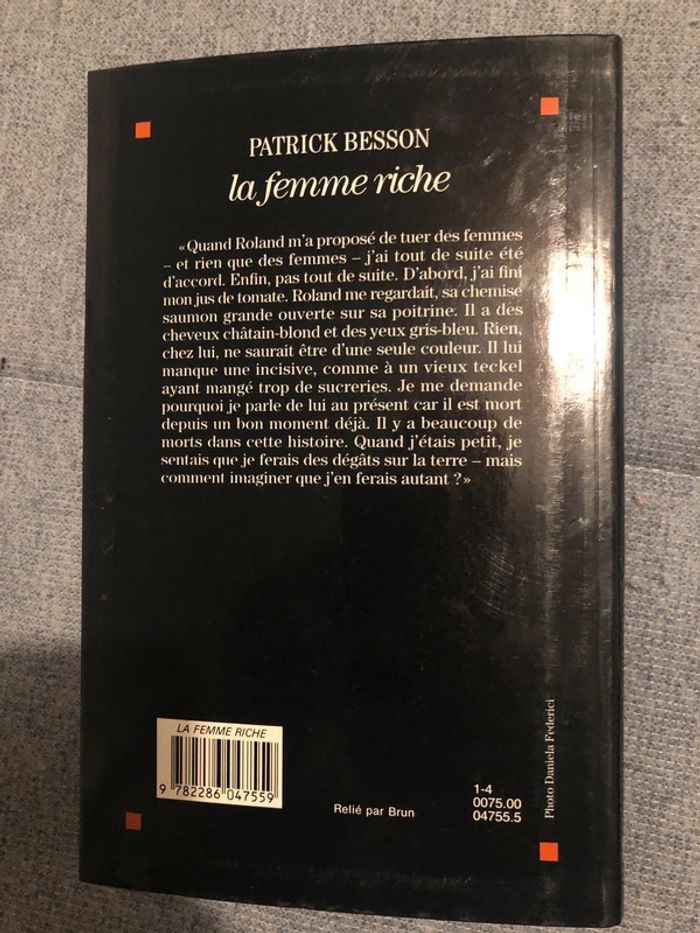 PATRICK BESSON
la femme riche
« Quand Roland m'a proposé de tuer des femmes
– et rien que des femmes – j'ai tout de suite été
d'accord. Enfin, pas tout de suite. D'abord, j'ai fini
mon jus de tomate. Roland me regardait, sa chemise
saumon grande ouverte sur sa poitrine. Il a des
cheveux châtain-blond et des yeux gris-bleu. Rien,
chez lui, ne saurait être d'une seule couleur. Il lui
manque une incisive, comme à un vieux teckel
ayant mangé trop de sucreries. Je me demande
pourquoi je parle de lui au présent car il est mort
depuis un bon moment déjà. Il y a beaucoup de
morts dans cette histoire. Quand j'étais petit, je
sentais que je ferais des dégâts sur la terre – mais
comment imaginer que j'en ferais autant ? »
LA FEMME RICHE
9 782286 047559
Relié par Brun
1-4
0075.00
04755.5
Photo Daniela Federici